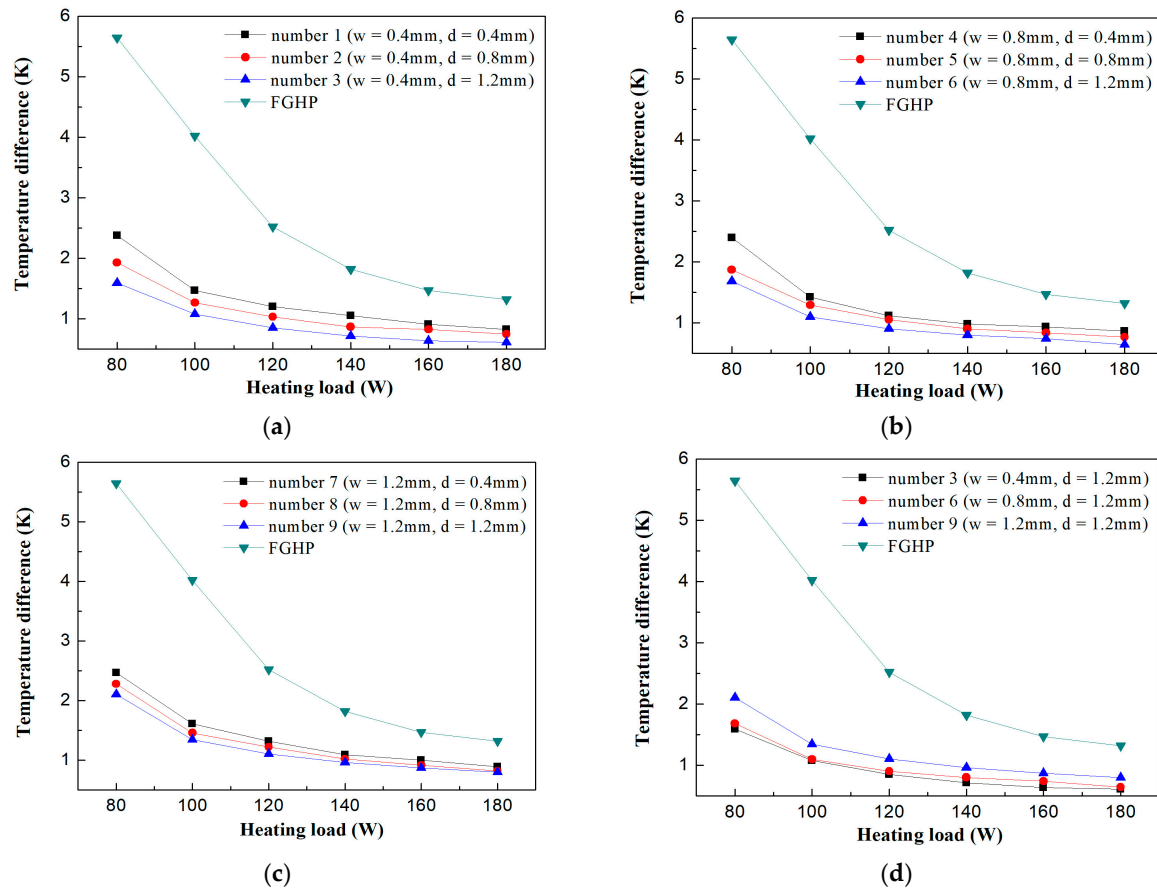 6
5
4
3
2
1
Temperature difference (K)
number 1 (w = 0.4mm, d = 0.4mm)
number 2 (w = 0.4mm, d = 0.8mm)
number 3 (w = 0.4mm, d = 1.2mm)
FGHP
80 100 120 140 160 180
Heating load (W)
(a)
6
5
4
3
2
1
Temperature difference (K)
number 4 (w = 0.8mm, d = 0.4mm)
number 5 (w = 0.8mm, d = 0.8mm)
number 6 (w = 0.8mm, d = 1.2mm)
FGHP
80 100 120 140 160 180
Heating load (W)
(b)
6
5
4
3
2
1
Temperature difference (K)
number 7 (w = 1.2mm, d = 0.4mm)
number 8 (w = 1.2mm, d = 0.8mm)
number 9 (w = 1.2mm, d = 1.2mm)
FGHP
80 100 120 140 160 180
Heating load (W)
(c)
6
5
4
3
2
1
Temperature difference (K)
number 3 (w = 0.4mm, d = 1.2mm)
number 6 (w = 0.8mm, d = 1.2mm)
number 9 (w = 1.2mm, d = 1.2mm)
FGHP
80 100 120 140 160 180
Heating load (W)
(d)